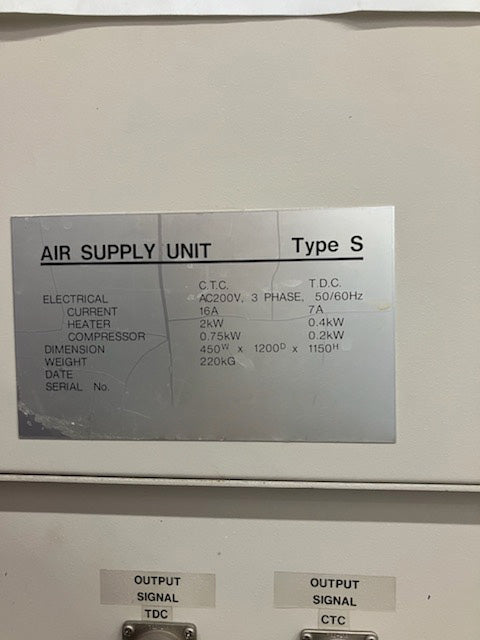 AIR SUPPLY UNIT Type S
C.T.C. T.D.C.
ELECTRICAL AC200V, 3 PHASE, 50/60Hz
CURRENT 16A 7A
HEATER 2kW 0.4kW
COMPRESSOR 0.75kW 0.2kW
DIMENSION 450W x 1200D x 1150H
WEIGHT 220kG
DATE
SERIAL No.
OUTPUT
SIGNAL
TDC
OUTPUT
SIGNAL
CTC